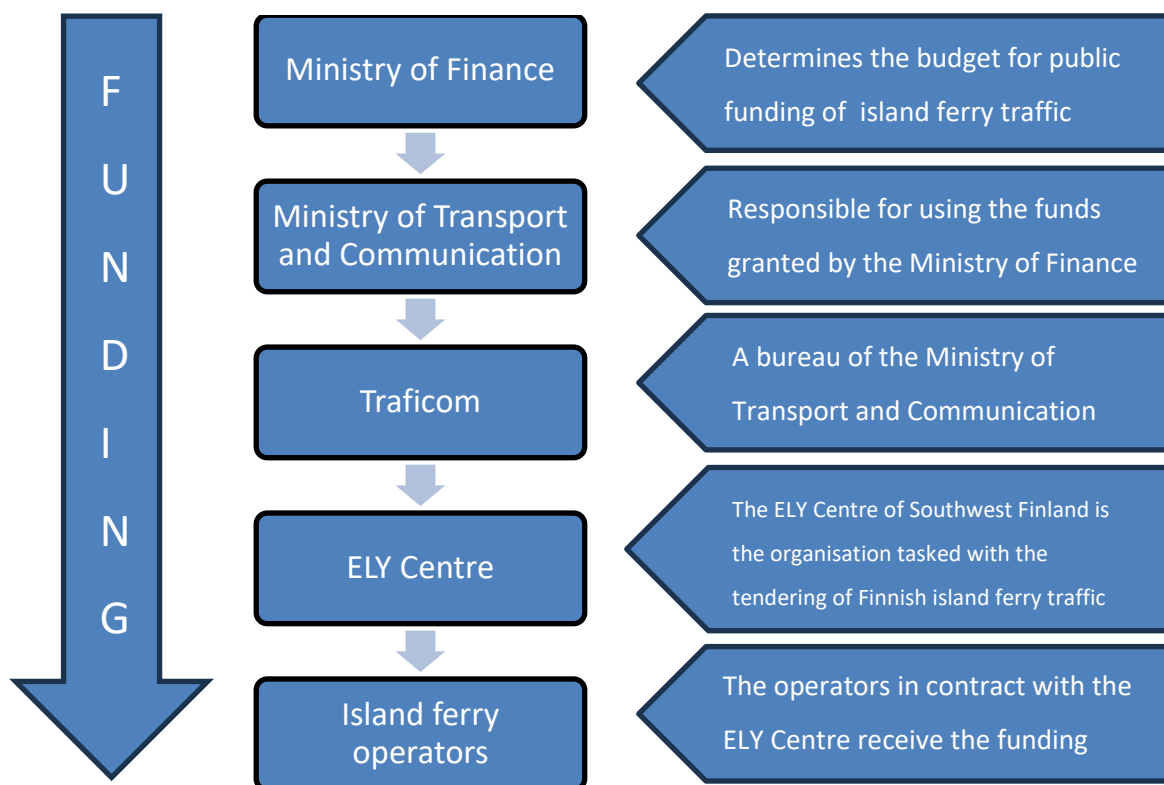 FUNDING
Ministry of Finance
Determines the budget for public
funding of island ferry traffic
Ministry of Transport
and Communication
Responsible for using the funds
granted by the Ministry of Finance
Traficom
A bureau of the Ministry of
Transport and Communication
ELY Centre
The ELY Centre of Southwest Finland is
the organisation tasked with the
tendering of Finnish island ferry traffic
Island ferry
operators
The operators in contract with the
ELY Centre receive the funding